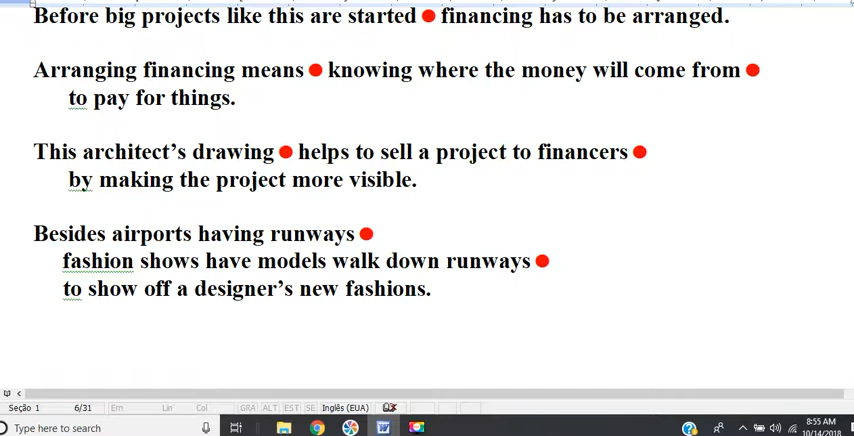 Before big projects like this are started ● financing has to be arranged.
Arranging financing means ● knowing where the money will come from ●
to pay for things.
This architect's drawing ● helps to sell a project to financers ●
by making the project more visible.
Besides airports having runways ●
fashion shows have models walk down runways ●
to show off a designer's new fashions.
Seção 1 6/31 Em Lin Col GRA ALT EST SE Inglês (EUA)
Type here to search
8:55 AM
10/14/2018